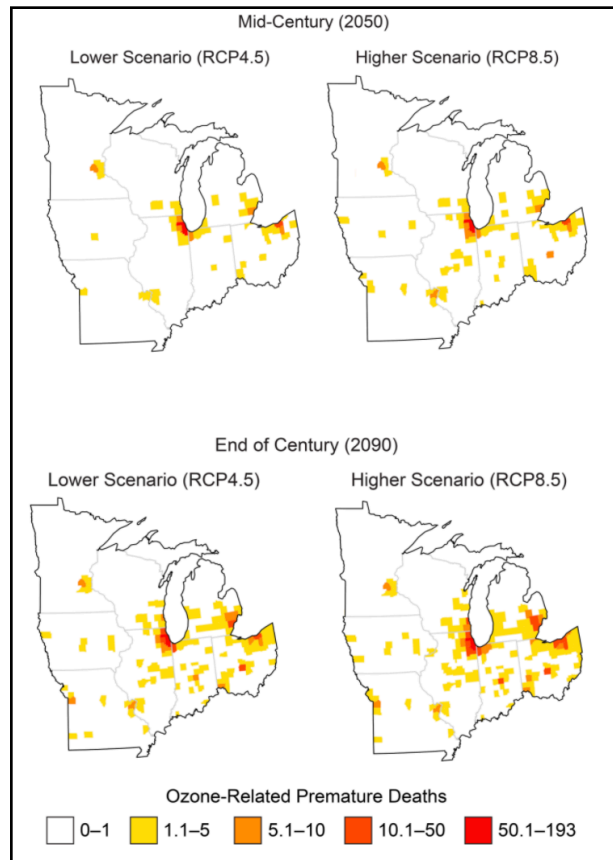 Mid-Century (2050)
Lower Scenario (RCP4.5)
Higher Scenario (RCP8.5)
End of Century (2090)
Lower Scenario (RCP4.5)
Higher Scenario (RCP8.5)
Ozone-Related Premature Deaths
0–1
1.1–5
5.1–10
10.1–50
50.1–193